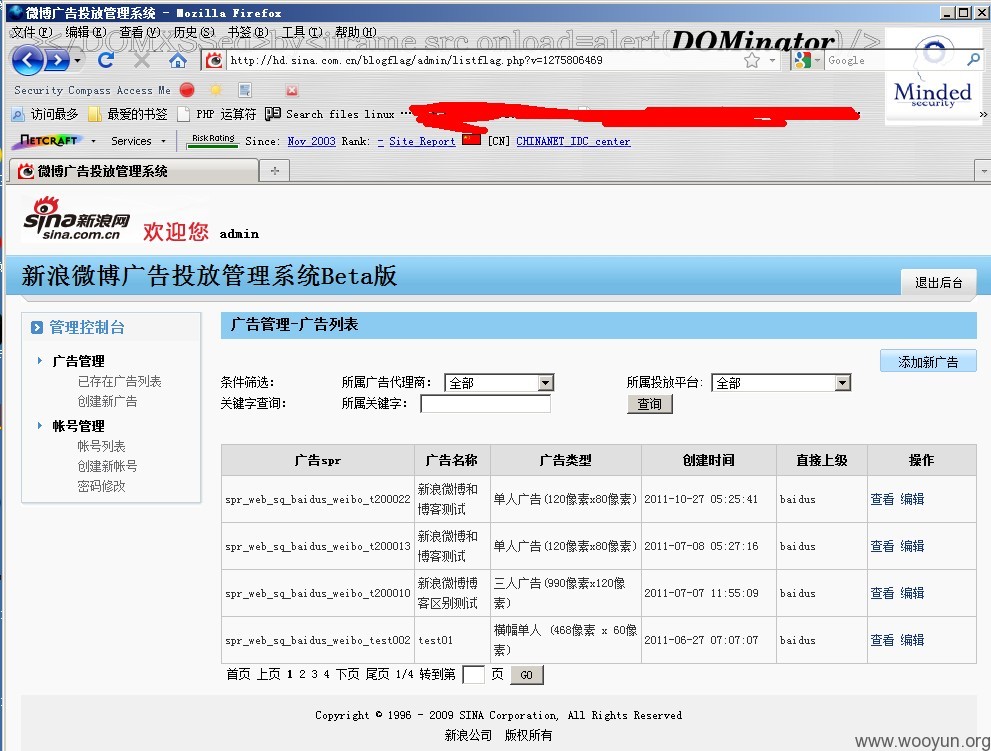 微博广告投放管理系统 - Mozilla Firefox
文件(F) 编辑(E) 查看(V) 历史(S) 书签(B) 工具(T) 帮助(H)
</DOMXSSed>by<iframe src onload=alert( DOMinator )/>
http://hd.sina.com.cn/blogflag/admin/listflag.php?v=1275806469
Google
Minded security
Security Compass Access Me
访问最多 最爱的书签 PHP 运算符 Search files linux ...
NETCRAFT Services Risk Rating Since: Nov 2003 Rank: - Site Report [CN] CHINANET IDC center
微博广告投放管理系统
sina新浪网
sina.com.cn
欢迎您 admin
新浪微博广告投放管理系统Beta版
退出后台
管理控制台
广告管理
已存在广告列表
创建新广告
帐号管理
帐号列表
创建新帐号
密码修改
广告管理-广告列表
添加新广告
条件筛选: 所属广告代理商: 全部 所属投放平台: 全部
关键字查询: 所属关键字: 查询
广告spr 广告名称 广告类型 创建时间 直接上级 操作
spr_web_sq_baidus_weibo_t200022 新浪微博和博客测试 单人广告(120像素x80像素) 2011-10-27 05:25:41 baidus 查看 编辑
spr_web_sq_baidus_weibo_t200013 新浪微博和博客测试 单人广告(120像素x80像素) 2011-07-08 05:27:16 baidus 查看 编辑
spr_web_sq_baidus_weibo_t200010 新浪微博博客区别测试 三人广告(990像素x120像素) 2011-07-07 11:55:09 baidus 查看 编辑
spr_web_sq_baidus_weibo_test002 test01 横幅单人 (468像素 x 60像素) 2011-06-27 07:07:07 baidus 查看 编辑
首页 上页 1 2 3 4 下页 尾页 1/4 转到第 页 GO
Copyright © 1996 - 2009 SINA Corporation, All Rights Reserved
新浪公司 版权所有
www.wooyun.org